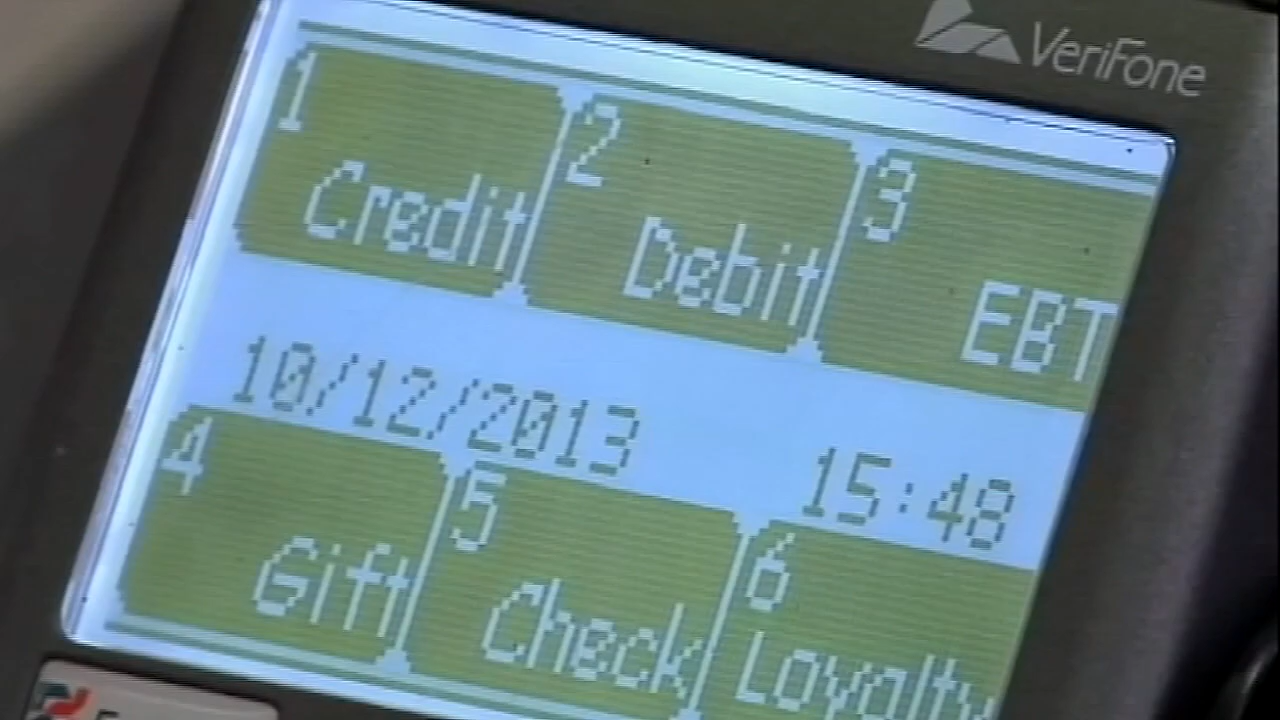 VeriFone
1 2 3
Credit Debit EBT
10/12/2013 15:48
4 5 6
Gift Check Loyalty